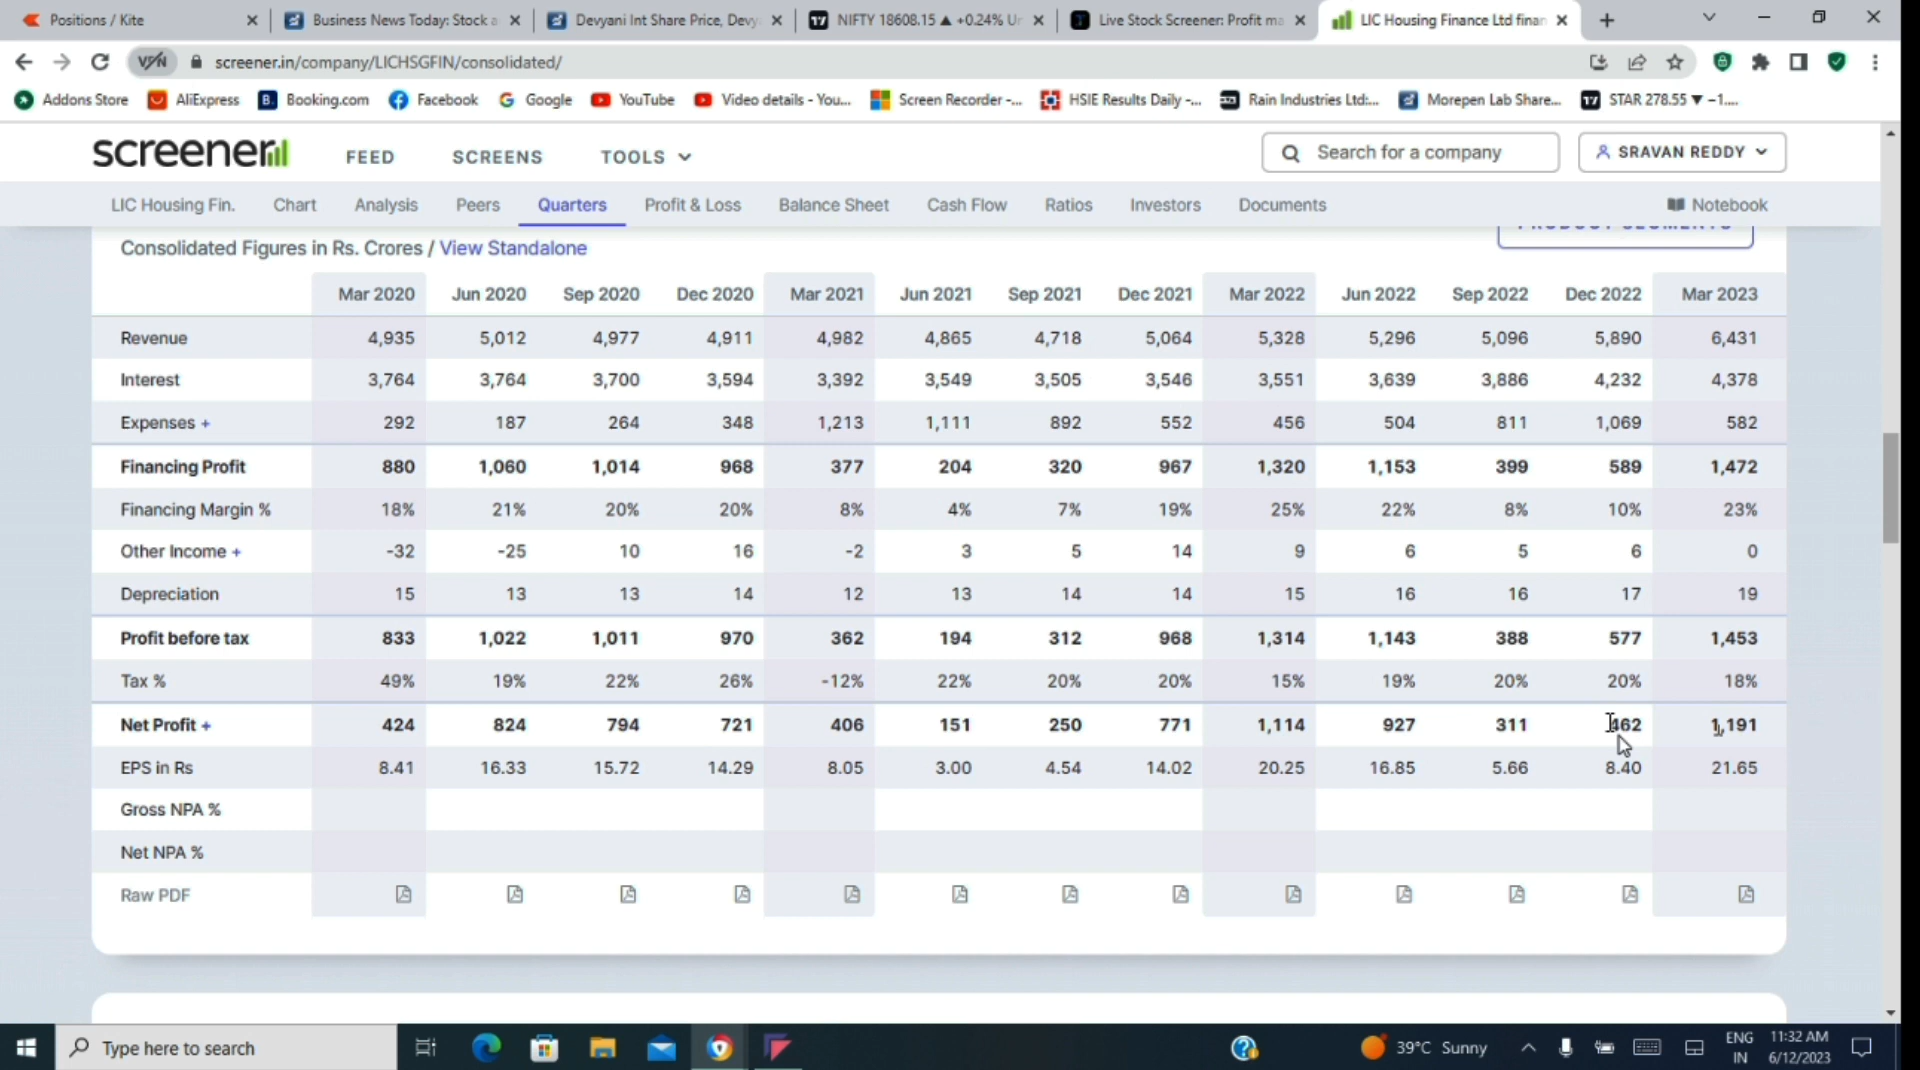 Positions / Kite
Business News Today: Stock a
Devyani Int Share Price, Devy
NIFTY 18608.15 ▲ +0.24% Ur
Live Stock Screener: Profit ma
LIC Housing Finance Ltd finan
VPN
screener.in/company/LICHSGFIN/consolidated/
Addons Store
AliExpress
Booking.com
Facebook
Google
YouTube
Video details - You...
Screen Recorder -...
HSIE Results Daily -...
Rain Industries Ltd:...
Morepen Lab Share...
STAR 278.55 ▼ −1....
screener
FEED SCREENS TOOLS
Search for a company
SRAVAN REDDY
LIC Housing Fin. Chart Analysis Peers Quarters Profit & Loss Balance Sheet Cash Flow Ratios Investors Documents Notebook
PRODUCT SEGMENTS
Consolidated Figures in Rs. Crores / View Standalone
Mar 2020 Jun 2020 Sep 2020 Dec 2020 Mar 2021 Jun 2021 Sep 2021 Dec 2021 Mar 2022 Jun 2022 Sep 2022 Dec 2022 Mar 2023
Revenue 4,935 5,012 4,977 4,911 4,982 4,865 4,718 5,064 5,328 5,296 5,096 5,890 6,431
Interest 3,764 3,764 3,700 3,594 3,392 3,549 3,505 3,546 3,551 3,639 3,886 4,232 4,378
Expenses + 292 187 264 348 1,213 1,111 892 552 456 504 811 1,069 582
Financing Profit 880 1,060 1,014 968 377 204 320 967 1,320 1,153 399 589 1,472
Financing Margin % 18% 21% 20% 20% 8% 4% 7% 19% 25% 22% 8% 10% 23%
Other Income + -32 -25 10 16 -2 3 5 14 9 6 5 6 0
Depreciation 15 13 13 14 12 13 14 14 15 16 16 17 19
Profit before tax 833 1,022 1,011 970 362 194 312 968 1,314 1,143 388 577 1,453
Tax % 49% 19% 22% 26% -12% 22% 20% 20% 15% 19% 20% 20% 18%
Net Profit + 424 824 794 721 406 151 250 771 1,114 927 311 462 1,191
EPS in Rs 8.41 16.33 15.72 14.29 8.05 3.00 4.54 14.02 20.25 16.85 5.66 8.40 21.65
Gross NPA %
Net NPA %
Raw PDF
Type here to search
39°C Sunny
ENG
IN
11:32 AM
6/12/2023